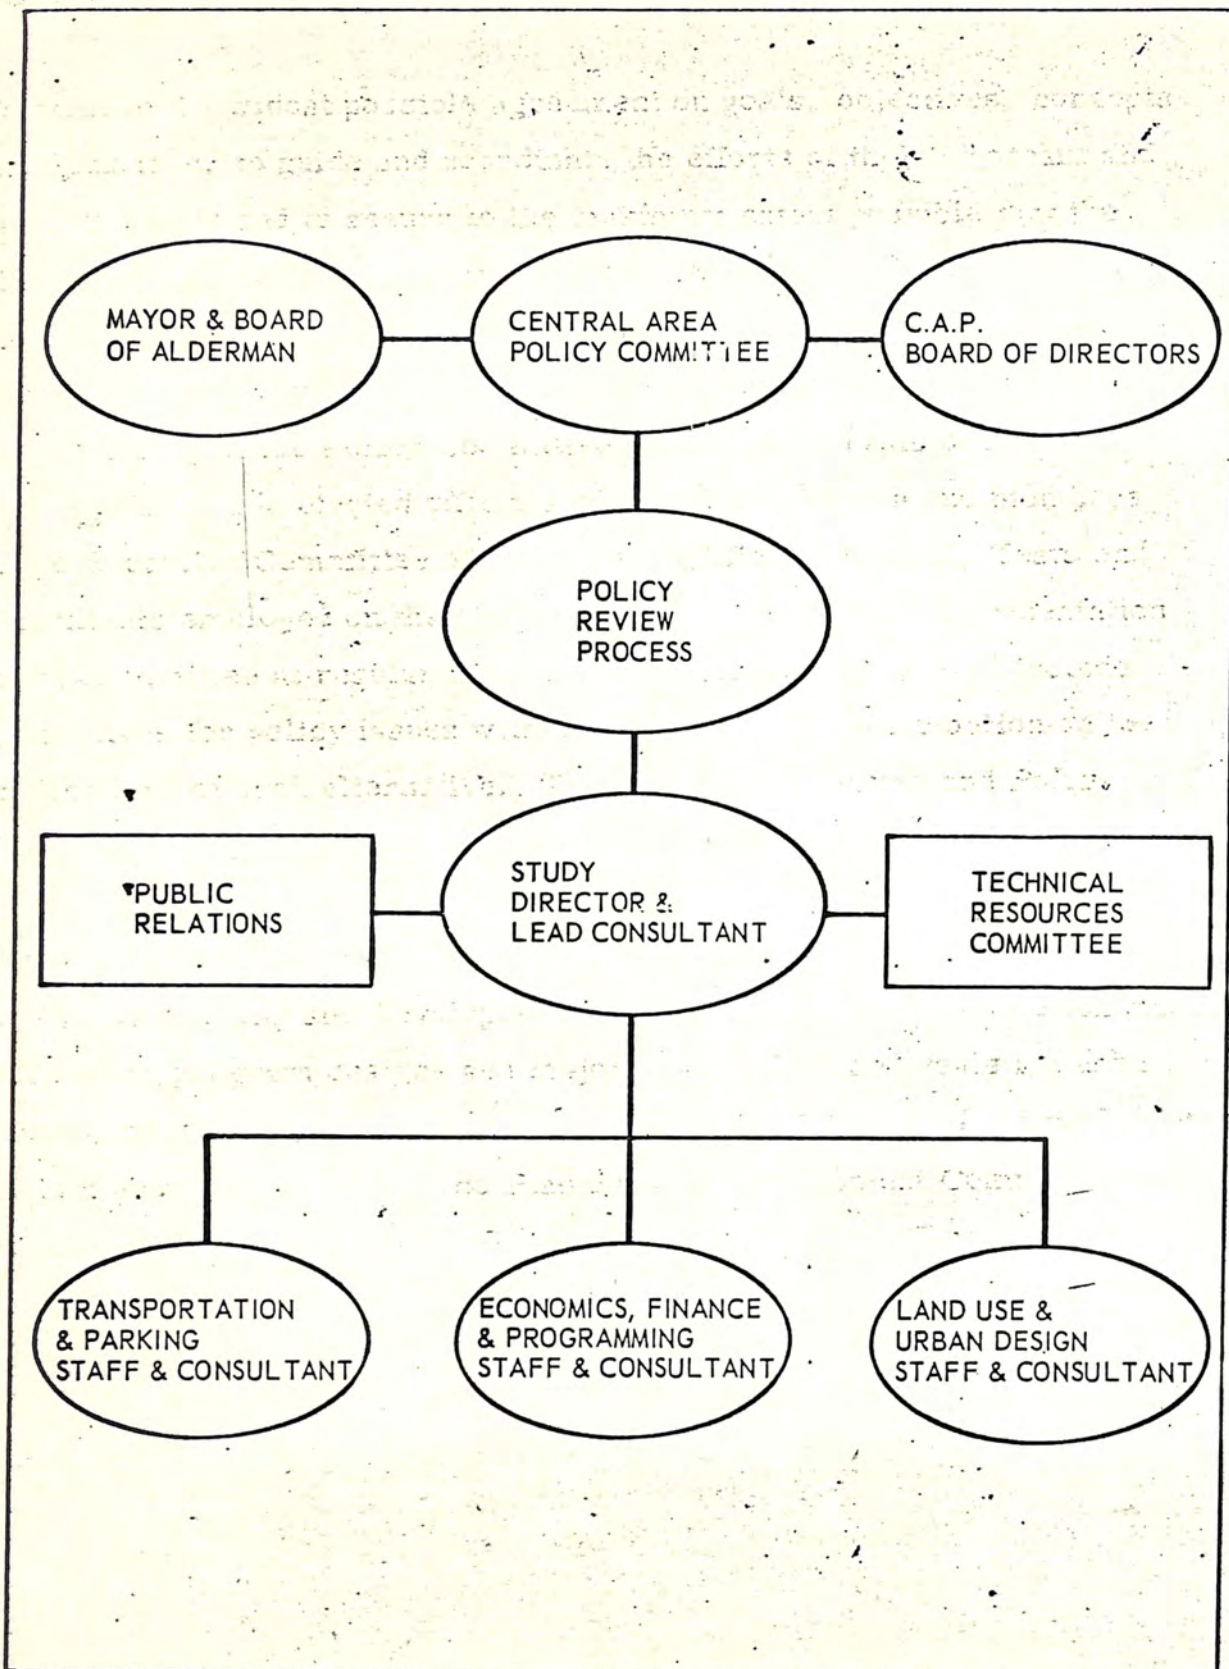 MAYOR & BOARD
OF ALDERMAN
CENTRAL AREA
POLICY COMMITTEE
C.A.P.
BOARD OF DIRECTORS
POLICY
REVIEW
PROCESS
PUBLIC
RELATIONS
STUDY
DIRECTOR &
LEAD CONSULTANT
TECHNICAL
RESOURCES
COMMITTEE
TRANSPORTATION
& PARKING
STAFF & CONSULTANT
ECONOMICS, FINANCE
& PROGRAMMING
STAFF & CONSULTANT
LAND USE &
URBAN DESIGN
STAFF & CONSULTANT